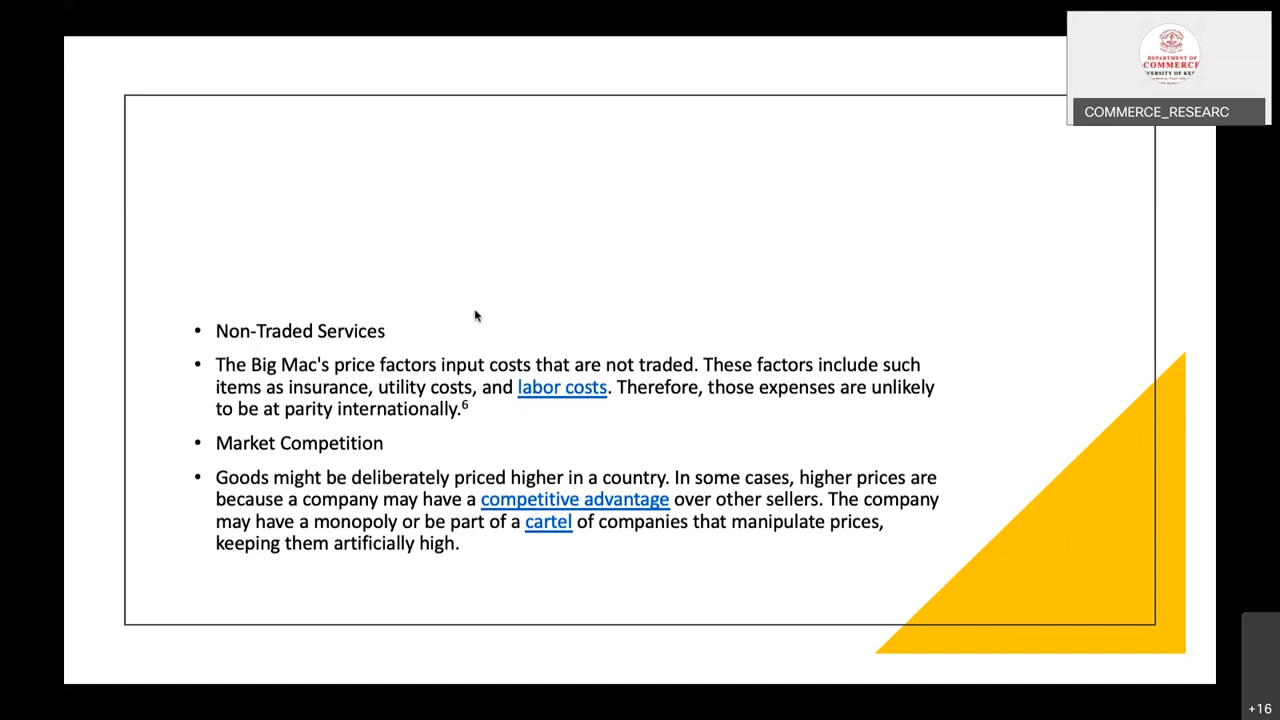 DEPARTMENT OF
COMMERCE
COMMERCE_RESEARC
• Non-Traded Services
• The Big Mac's price factors input costs that are not traded. These factors include such
items as insurance, utility costs, and labor costs. Therefore, those expenses are unlikely
to be at parity internationally.6
• Market Competition
• Goods might be deliberately priced higher in a country. In some cases, higher prices are
because a company may have a competitive advantage over other sellers. The company
may have a monopoly or be part of a cartel of companies that manipulate prices,
keeping them artificially high.
+16